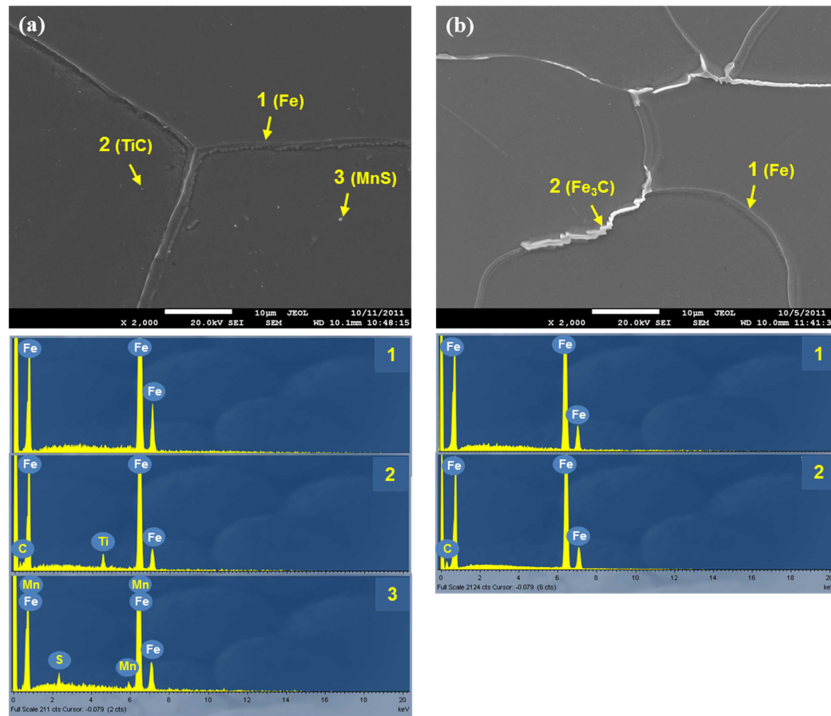 (a)
1 (Fe)
2 (TiC)
3 (MnS)
10µm JEOL 10/11/2011
X 2,000 20.0kV SEI SEM WD 10.1mm 10:48:15
(b)
1 (Fe)
2 (Fe₃C)
10µm JEOL 10/5/2011
X 2,000 20.0kV SEI SEM WD 10.0mm 11:41:3
Fe Fe Fe 1
Fe Fe Fe C Ti 2
Mn Mn Fe Fe Fe S Mn 3
0 2 4 6 8 10 12 14 16 18 20
Full Scale 211 cts Cursor: -0.079 (2 cts) keV
Fe Fe Fe 1
Fe Fe Fe C 2
0 2 4 6 8 10 12 14 16 18 20
Full Scale 2124 cts Cursor: -0.079 (6 cts) keV